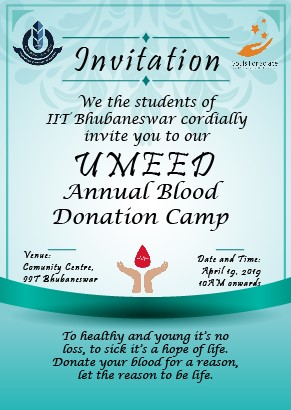 Invitation
We the students of
IIT Bhubaneswar cordially
invite you to our
UMEED
Annual Blood
Donation Camp
Venue:
Comunity Centre,
IIT Bhubaneswar
Date and Time:
April 19, 2019
10AM onwards
To healthy and young it's no
loss, to sick it's a hope of life.
Donate your blood for a reason,
let the reason to be life.